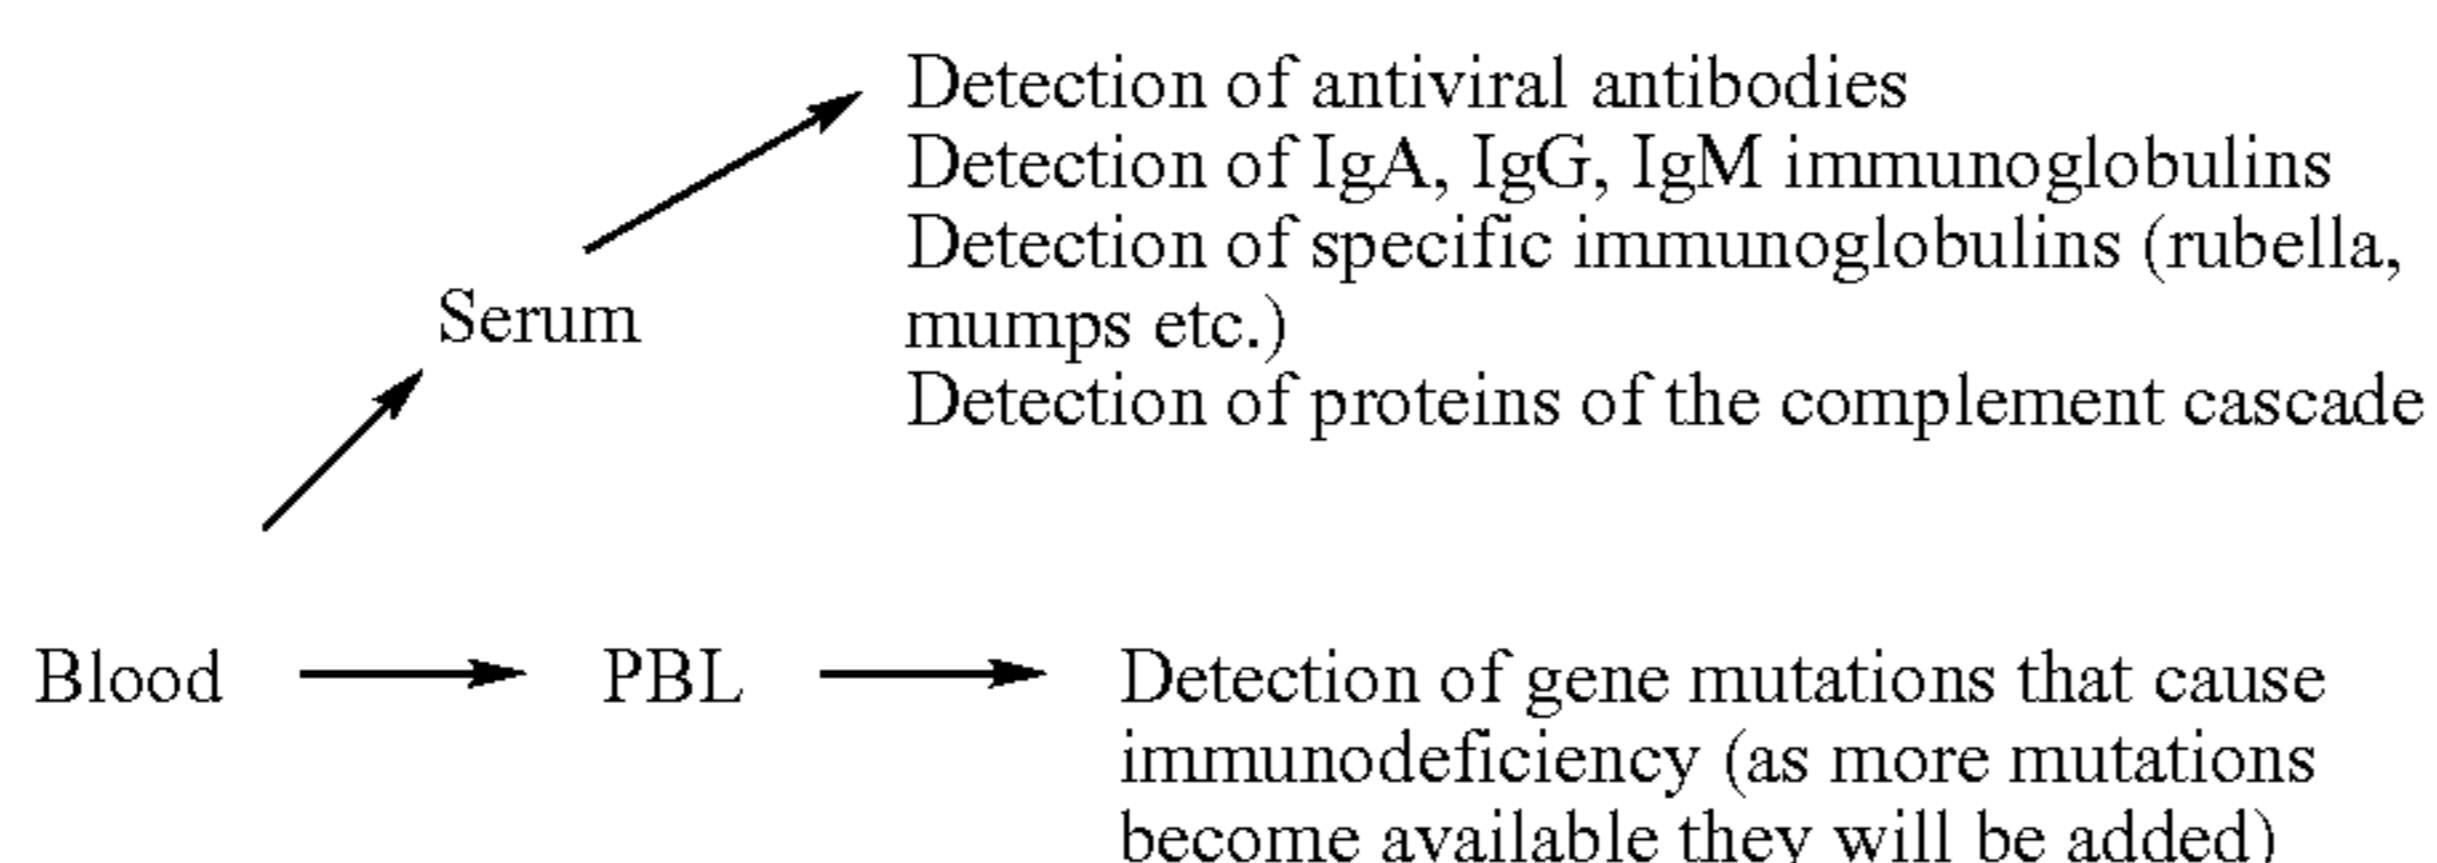 Detection of antiviral antibodies
Detection of IgA, IgG, IgM immunoglobulins
Detection of specific immunoglobulins (rubella,
mumps etc.)
Detection of proteins of the complement cascade
Serum
Blood
PBL
Detection of gene mutations that cause
immunodeficiency (as more mutations
become available they will be added)